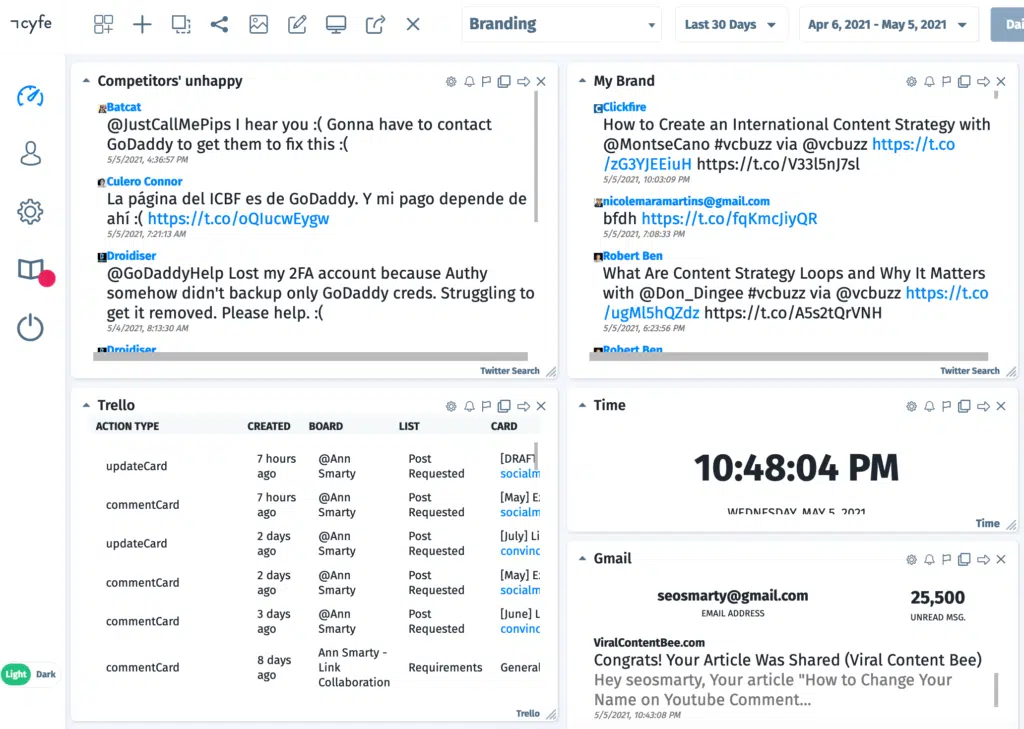 cyfe
Branding
Last 30 Days
Apr 6, 2021 - May 5, 2021
Dai
Competitors' unhappy
Batcat
@JustCallMePips I hear you :( Gonna have to contact
GoDaddy to get them to fix this :(
5/5/2021, 4:36:57 PM
Culero Connor
La página del ICBF es de GoDaddy. Y mi pago depende de
ahí :( https://t.co/oQIucwEygw
5/5/2021, 7:21:13 AM
Droidiser
@GoDaddyHelp Lost my 2FA account because Authy
somehow didn't backup only GoDaddy creds. Struggling to
get it removed. Please help. :(
5/4/2021, 8:13:30 AM
Droidiser
Twitter Search
My Brand
Clickfire
How to Create an International Content Strategy with
@MontseCano #vcbuzz via @vcbuzz https://t.co
/zG3YJEEiuH https://t.co/V33l5nJ7sl
5/5/2021, 10:03:09 PM
nicolemaramartins@gmail.com
bfdh https://t.co/fqKmcJiyQR
5/5/2021, 7:08:33 PM
Robert Ben
What Are Content Strategy Loops and Why It Matters
with @Don_Dingee #vcbuzz via @vcbuzz https://t.co
/ugMl5hQZdz https://t.co/A5s2tQrVNH
5/5/2021, 6:23:56 PM
Robert Ben
Twitter Search
Trello
ACTION TYPE CREATED BOARD LIST CARD
updateCard 7 hours ago @Ann Smarty Post Requested [DRAFT socialm
commentCard 7 hours ago @Ann Smarty Post Requested [May] E socialm
updateCard 2 days ago @Ann Smarty Post Requested [July] Li convinc
commentCard 2 days ago @Ann Smarty Post Requested [May] E socialm
commentCard 3 days ago @Ann Smarty Post Requested [June] L convinc
commentCard 8 days ago Ann Smarty - Link Collaboration Requirements General
Trello
Time
10:48:04 PM
WEDNESDAY, MAY 5, 2021
Time
Gmail
seosmarty@gmail.com
EMAIL ADDRESS
25,500
UNREAD MSG.
ViralContentBee.com
Congrats! Your Article Was Shared (Viral Content Bee)
Hey seosmarty, Your article "How to Change Your
Name on Youtube Comment...
5/5/2021, 10:43:08 PM
Light Dark